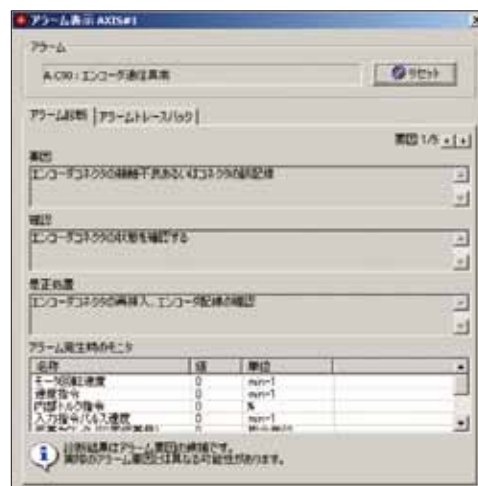 アラーム表示 AXIS#1
アラーム
A.C90 : エンコーダ通信異常
リセット
アラーム診断
アラームトレースバック
要因 1/5
要因
エンコーダコネクタの接触不良あるいはコネクタの誤配線
確認
エンコーダコネクタの状態を確認する
是正処置
エンコーダコネクタの再挿入、エンコーダ配線の確認
アラーム発生時のモニタ
名称 値 単位
モータ回転速度 0 min-1
速度指令 0 min-1
内部トルク指令 0 %
入力指令パルス速度 0 min-1
診断結果はアラーム要因の候補です。
実際のアラーム要因とは異なる可能性があります。